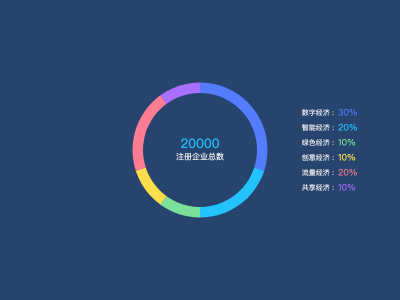 20000
注册企业总数
数字经济： 30%
智能经济： 20%
绿色经济： 10%
创意经济： 10%
流量经济： 20%
共享经济： 10%